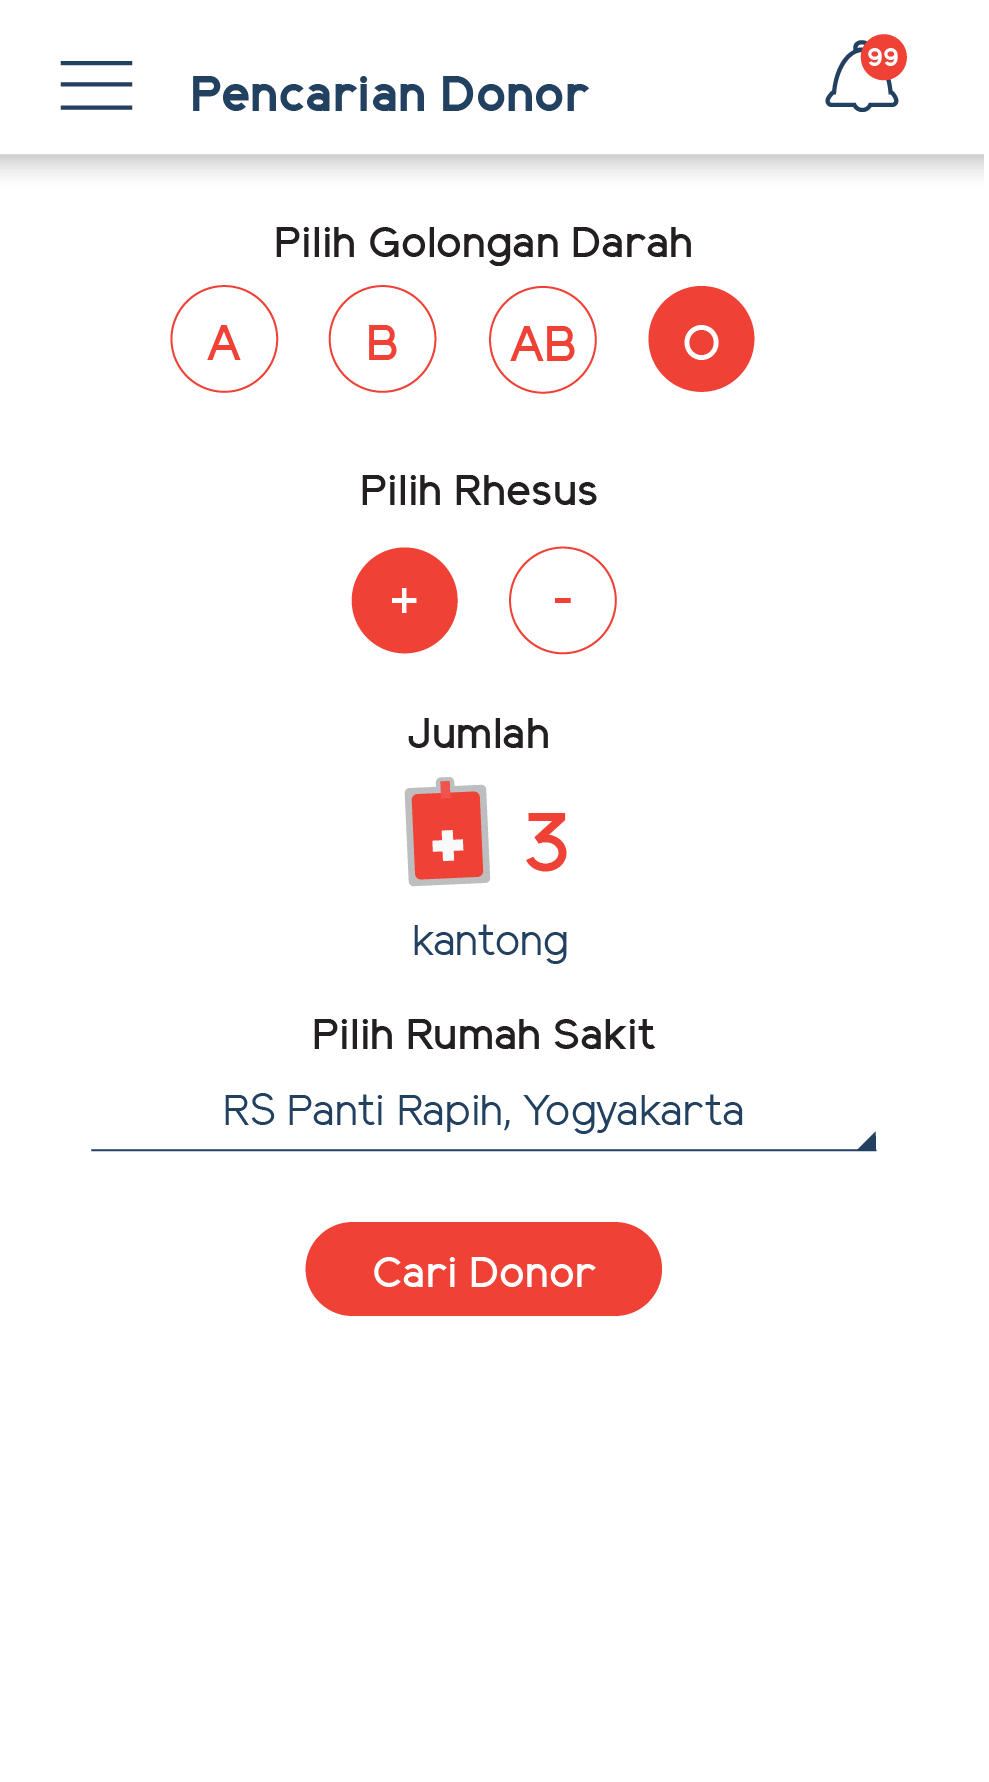 Pencarian Donor
99
Pilih Golongan Darah
A B AB O
Pilih Rhesus
+ -
Jumlah
3
kantong
Pilih Rumah Sakit
RS Panti Rapih, Yogyakarta
Cari Donor